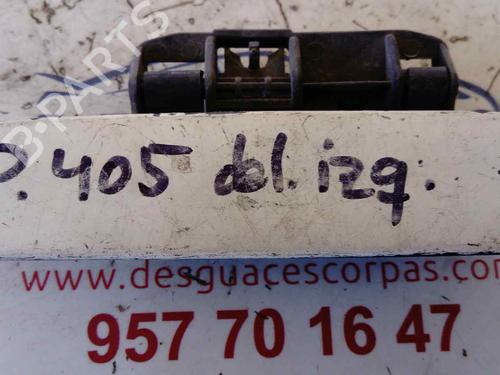 B-PARTS
P. 405 del. izq.
www.desguacescorpas.com
957 70 16 47